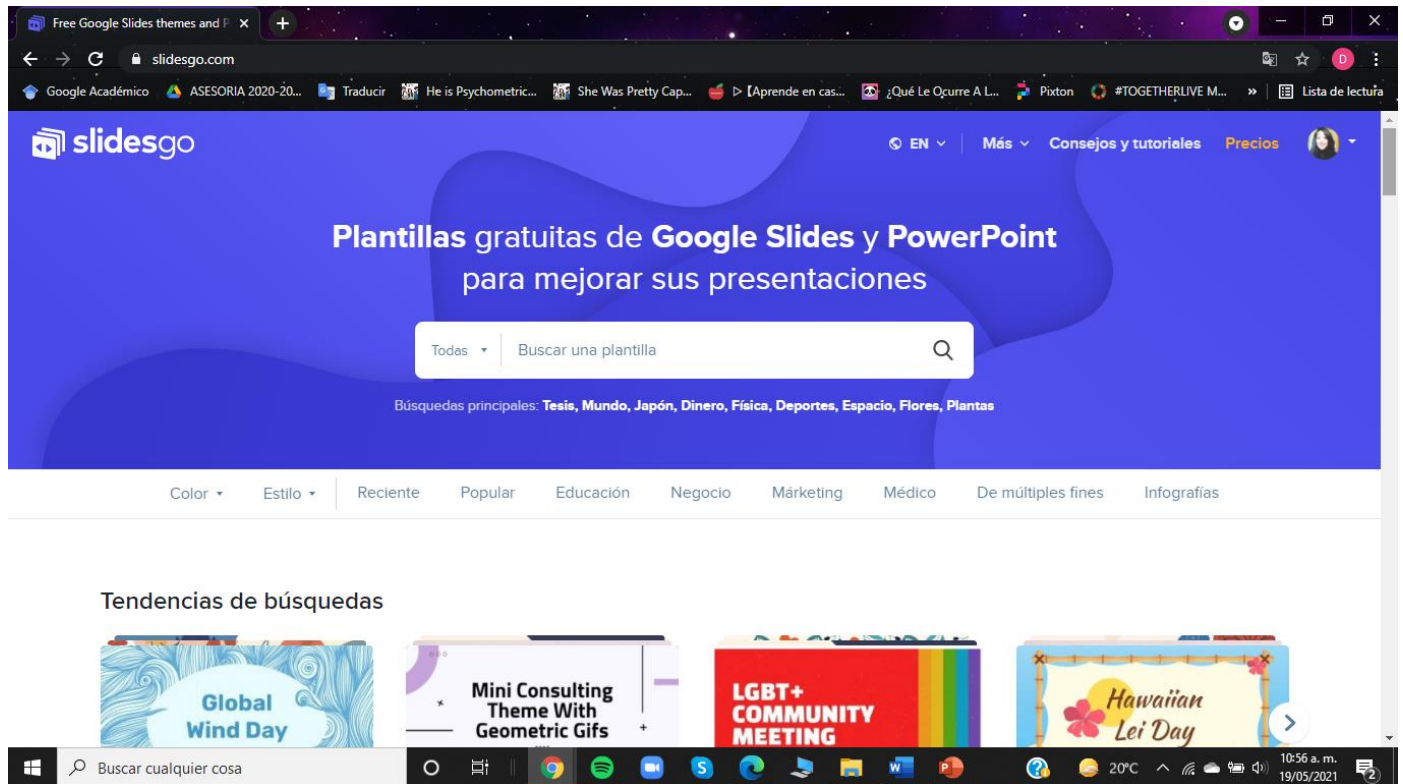 Free Google Slides themes and P
slidesgo.com
D
Google Académico ASESORIA 2020-20... Traducir He is Psychometric... She Was Pretty Cap... ▷【Aprende en cas... ¿Qué Le Ocurre A L... Pixton #TOGETHERLIVE M... » Lista de lectura
slidesgo EN Más Consejos y tutoriales Precios
Plantillas gratuitas de Google Slides y PowerPoint
para mejorar sus presentaciones
Todas Buscar una plantilla
Búsquedas principales: Tesis, Mundo, Japón, Dinero, Física, Deportes, Espacio, Flores, Plantas
Color Estilo Reciente Popular Educación Negocio Márketing Médico De múltiples fines Infografías
Tendencias de búsquedas
Global
Wind Day
Mini Consulting
Theme With
Geometric Gifs
LGBT+
COMMUNITY
MEETING
Hawaiian
Lei Day
Buscar cualquier cosa
20°C
10:56 a. m.
19/05/2021
2